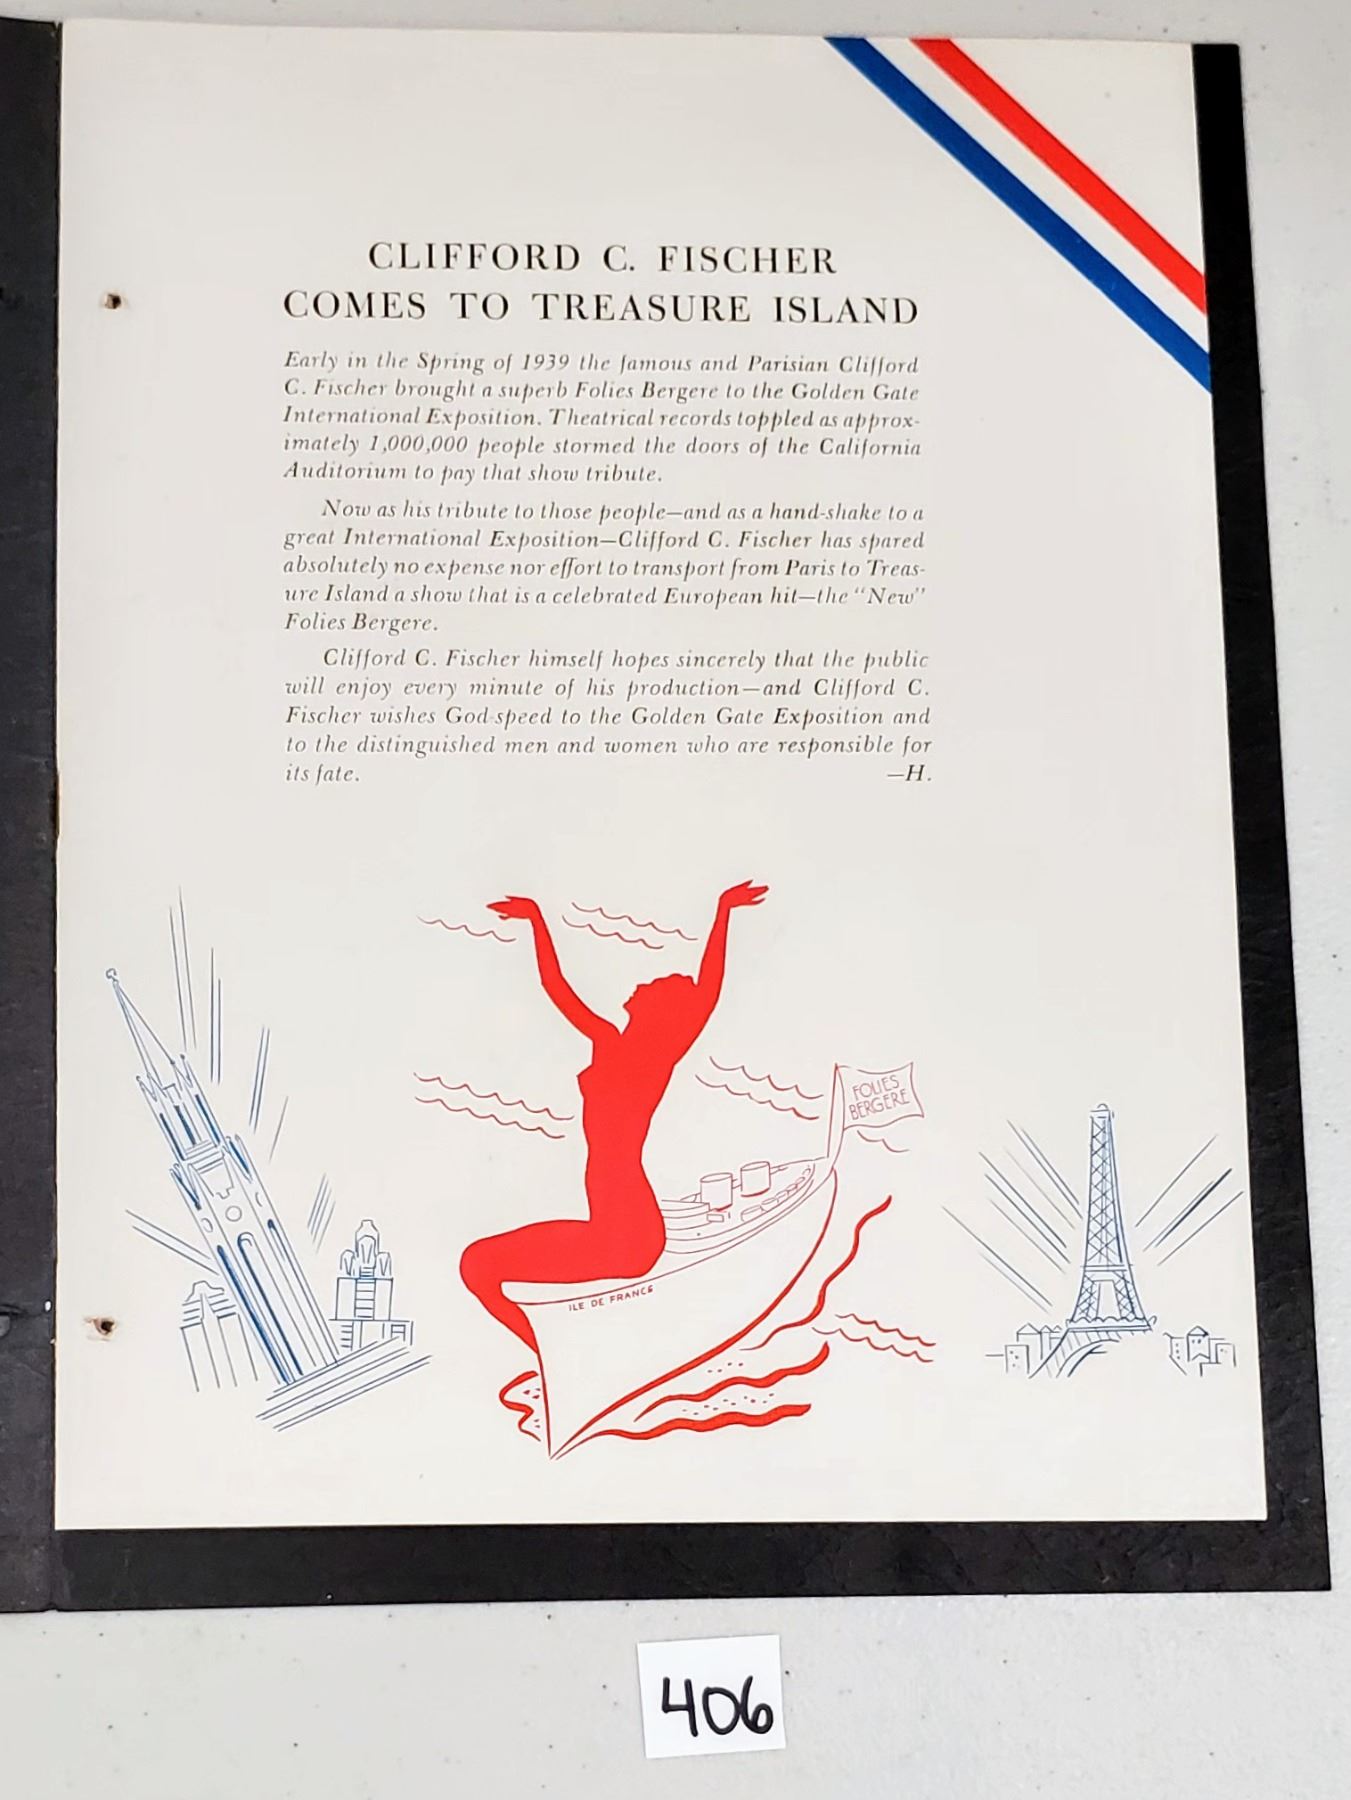 CLIFFORD C. FISCHER
COMES TO TREASURE ISLAND
Early in the Spring of 1939 the famous and Parisian Clifford
C. Fischer brought a superb Folies Bergere to the Golden Gate
International Exposition. Theatrical records toppled as approx-
imately 1,000,000 people stormed the doors of the California
Auditorium to pay that show tribute.
Now as his tribute to those people—and as a hand-shake to a
great International Exposition—Clifford C. Fischer has spared
absolutely no expense nor effort to transport from Paris to Treas-
ure Island a show that is a celebrated European hit—the "New"
Folies Bergere.
Clifford C. Fischer himself hopes sincerely that the public
will enjoy every minute of his production—and Clifford C.
Fischer wishes God-speed to the Golden Gate Exposition and
to the distinguished men and women who are responsible for
its fate. —H.
FOLIES
BERGERE
ILE DE FRANCE
406